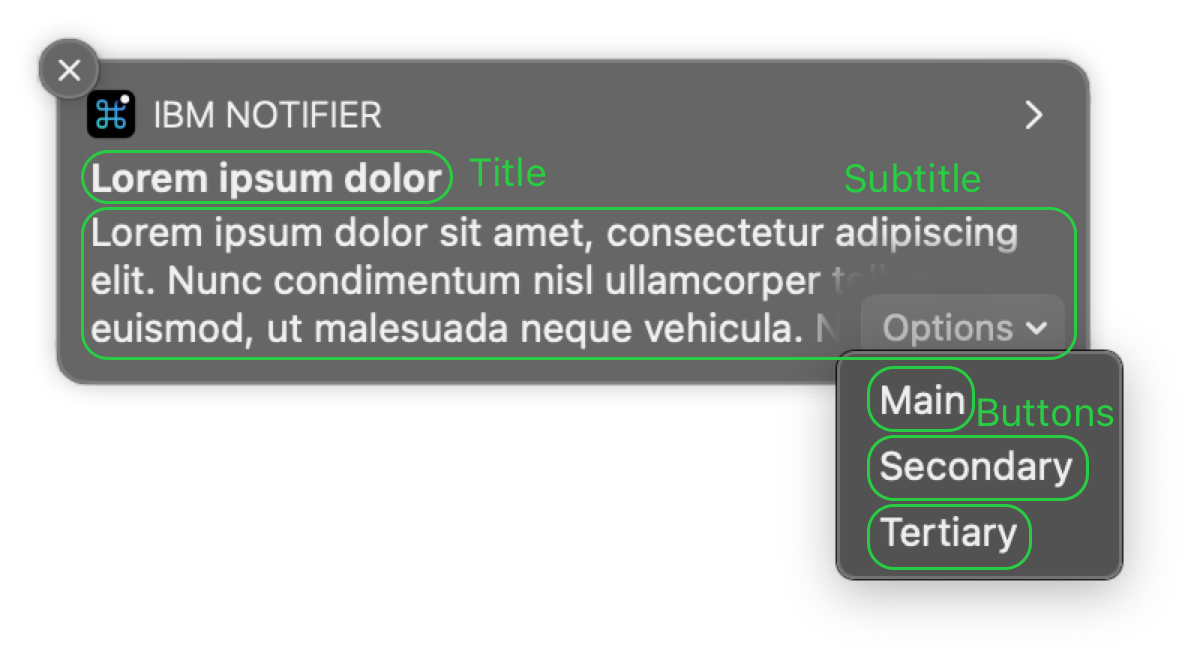 IBM NOTIFIER
Lorem ipsum dolor Title Subtitle
Lorem ipsum dolor sit amet, consectetur adipiscing
elit. Nunc condimentum nisl ullamcorper
euismod, ut malesuada neque vehicula. N Options
Main Buttons
Secondary
Tertiary